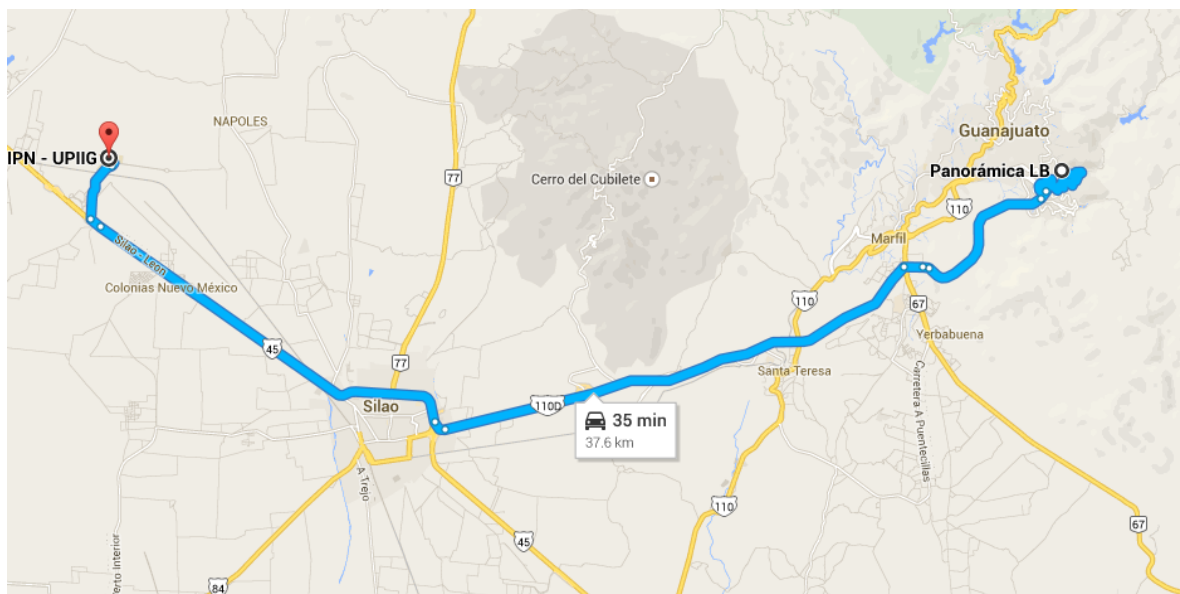 NAPOLES
IPN - UPIIG
77
Guanajuato
Cerro del Cubilete
Panorámica LB
110
Marfil
Silao - León
Colonias Nuevo México
110
67
Yerbabuena
45
77
Santa Teresa
Silao
110D
35 min
37.6 km
Carretera A Puentecillas
A Trejo
110
67
45
erto Interior
84